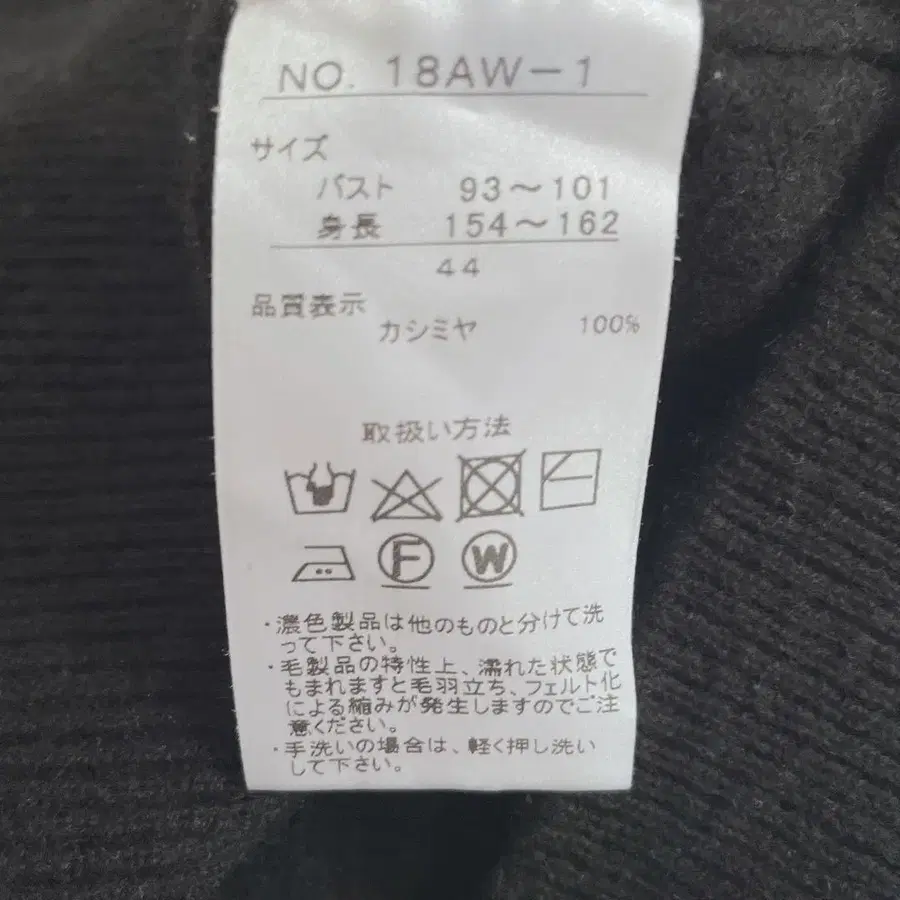 NO. 18AW-1
サイズ
バスト 93~101
身長 154~162
44
品質表示
カシミヤ 100%
取扱い方法
F W
・濃色製品は他のものと分けて洗
って下さい。
・毛製品の特性上、濡れた状態で
もまれますと毛羽立ち、フェルト化
による縮みが発生しますのでご注
意ください。
・手洗いの場合は、軽く押し洗い
して下さい。